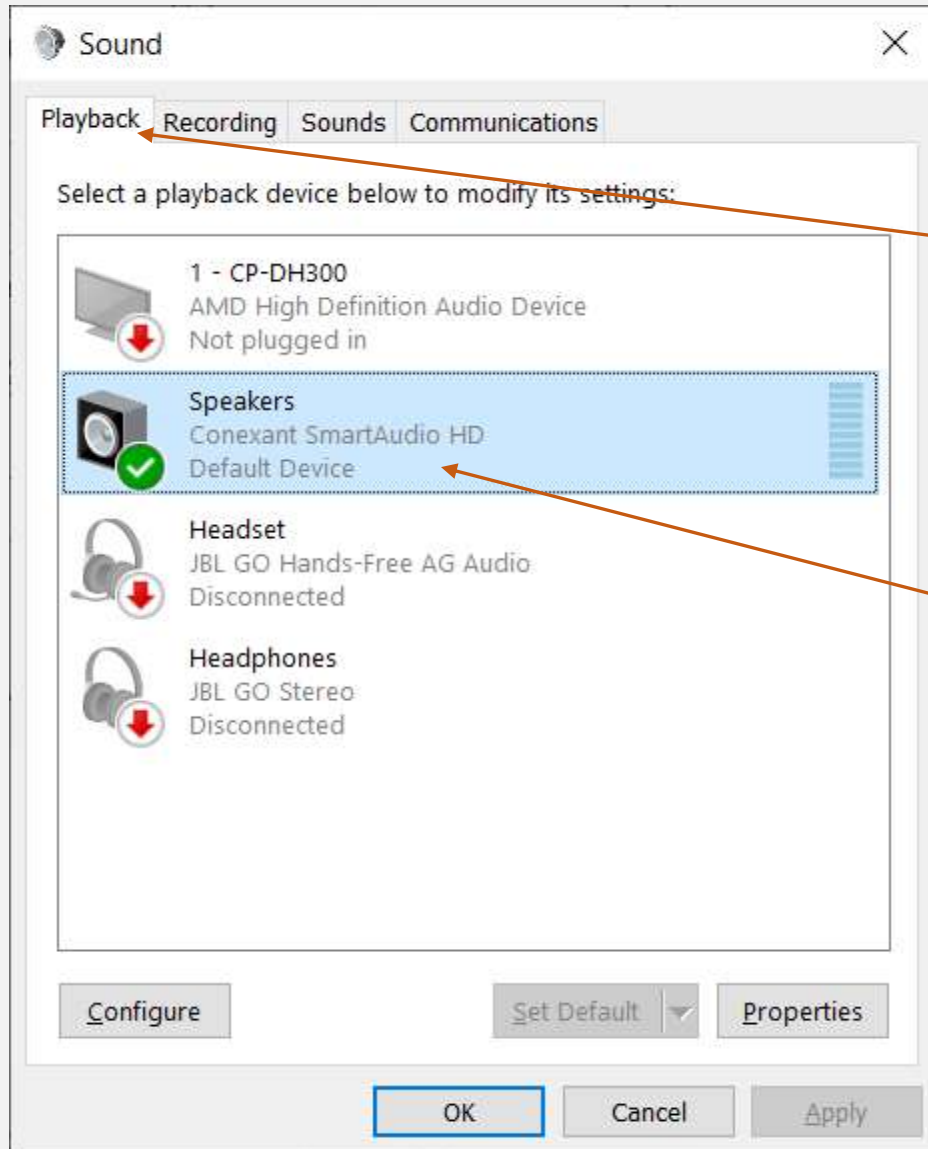 Sound
Playback Recording Sounds Communications
Select a playback device below to modify its settings:
1 - CP-DH300
AMD High Definition Audio Device
Not plugged in
Speakers
Conexant SmartAudio HD
Default Device
Headset
JBL GO Hands-Free AG Audio
Disconnected
Headphones
JBL GO Stereo
Disconnected
Configure Set Default Properties
OK Cancel Apply